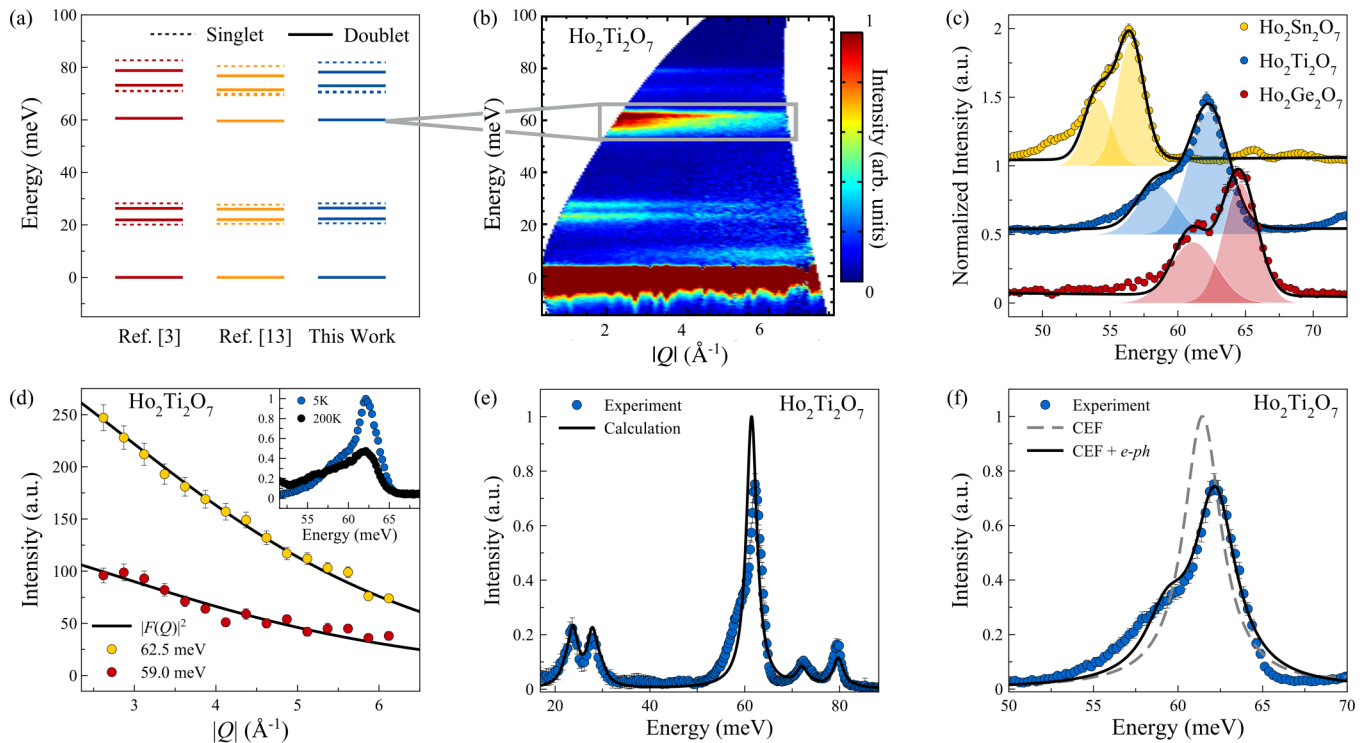 (a)
100
80
60
40
20
0
Energy (meV)
Singlet
Doublet
Ref. [3]
Ref. [13]
This Work
(b)
100
90
80
70
60
50
40
30
20
10
0
Energy (meV)
Ho2Ti2O7
2
4
6
|Q| (Å-1)
1
0
Intensity (arb. units)
(c)
2
1.5
1
0.5
0
Normalized Intensity (a.u.)
Ho2Sn2O7
Ho2Ti2O7
Ho2Ge2O7
50
55
60
65
70
Energy (meV)
(d)
Ho2Ti2O7
250
200
150
100
50
0
Intensity (a.u.)
|F(Q)|2
62.5 meV
59.0 meV
3
4
5
6
|Q| (Å-1)
5K
200K
1
0.8
0.6
0.4
0.2
0
55
60
65
Energy (meV)
(e)
Experiment
Calculation
Ho2Ti2O7
1
0.8
0.6
0.4
0.2
0
Intensity (a.u.)
20
40
60
80
Energy (meV)
(f)
Experiment
CEF
CEF + e-ph
Ho2Ti2O7
1
0.8
0.6
0.4
0.2
0
Intensity (a.u.)
50
55
60
65
70
Energy (meV)